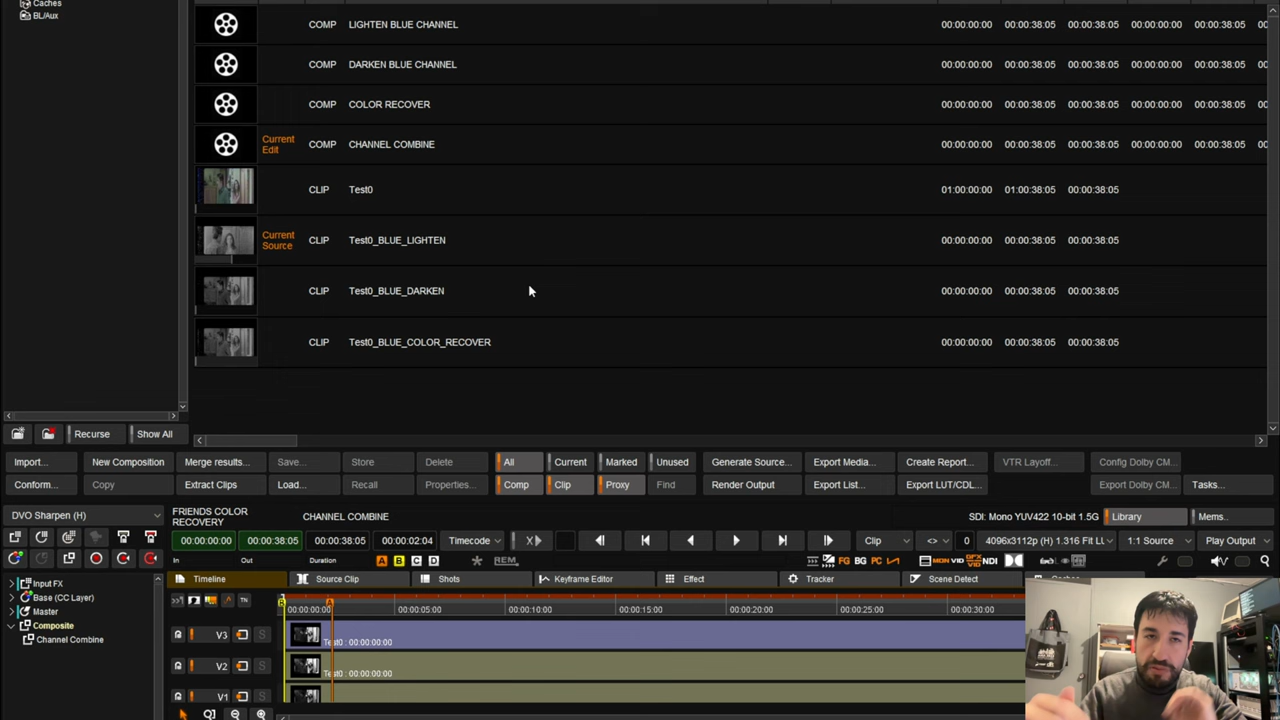 Caches
BL/Aux
COMP LIGHTEN BLUE CHANNEL 00:00:00:00 00:00:38:05 00:00:38:05 00:00:00:00 00:00:38:05 00
COMP DARKEN BLUE CHANNEL 00:00:00:00 00:00:38:05 00:00:38:05 00:00:00:00 00:00:38:05 00
COMP COLOR RECOVER 00:00:00:00 00:00:38:05 00:00:38:05 00:00:00:00 00:00:38:05 00
Current Edit COMP CHANNEL COMBINE 00:00:00:00 00:00:38:05 00:00:38:05 00:00:00:00 00:00:38:05 00
CLIP Test0 01:00:00:00 01:00:38:05 00:00:38:05
Current Source CLIP Test0_BLUE_LIGHTEN 00:00:00:00 00:00:38:05 00:00:38:05
CLIP Test0_BLUE_DARKEN 00:00:00:00 00:00:38:05 00:00:38:05
CLIP Test0_BLUE_COLOR_RECOVER 00:00:00:00 00:00:38:05 00:00:38:05
Recurse Show All
Import... New Composition Merge results... Save... Store Delete All Current Marked Unused Generate Source... Export Media... Create Report... VTR Layoff... Config Dolby CM...
Conform... Copy Extract Clips Load... Recall Properties... Comp Clip Proxy Find Render Output Export List... Export LUT/CDL... Export Dolby CM... Tasks...
DVO Sharpen (H) FRIENDS COLOR RECOVERY CHANNEL COMBINE SDI: Mono YUV422 10-bit 1.5G Library Mems...
00:00:00:00 00:00:38:05 00:00:38:05 00:00:02:04 Timecode Clip <> 0 4096x3112p (H) 1.316 Fit LL 1:1 Source Play Output
In Out Duration A B C D REM FG BG PC MON VID DPX VID NDI
Input FX Timeline Source Clip Shots Keyframe Editor Effect Tracker Scene Detect
Base (CC Layer) TN 00:00:00:00 00:00:05:00 00:00:10:00 00:00:15:00 00:00:20:00 00:00:25:00 00:00:30:00
Master
Composite
Channel Combine
V3 Test0 : 00:00:00:00
V2 Test0 : 00:00:00:00
V1